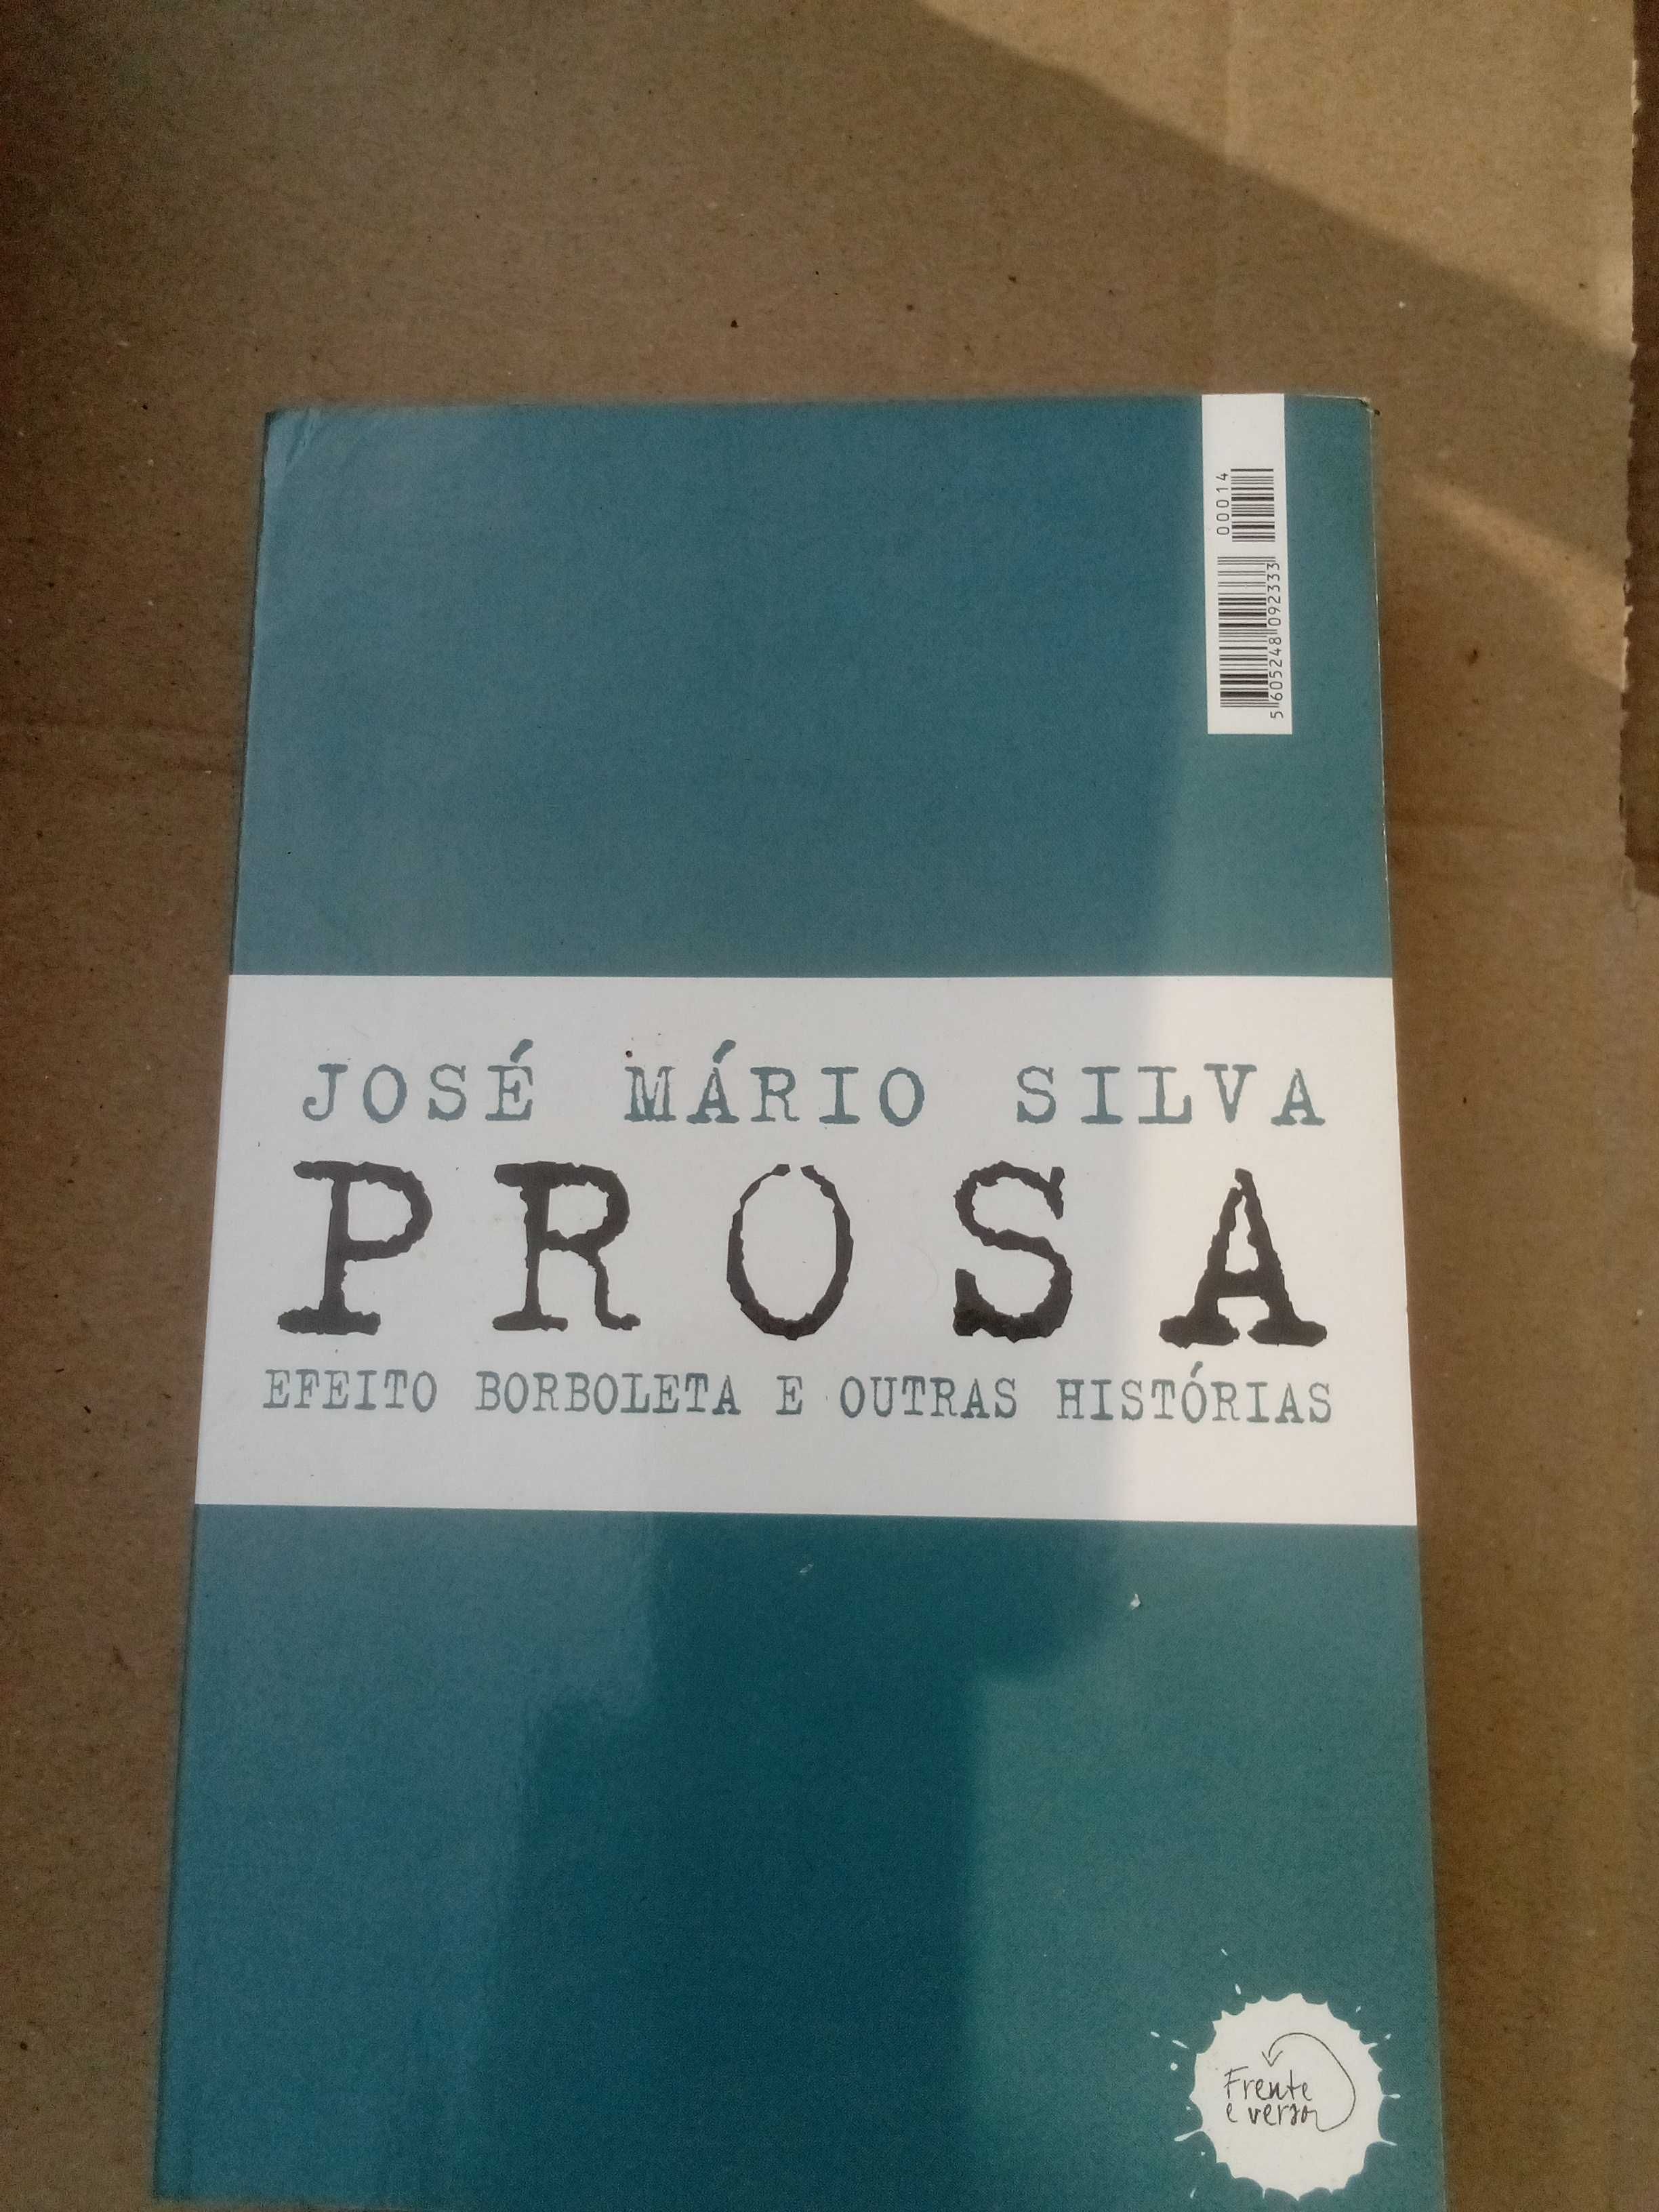 00014
5 605248 092333
JOSÉ MÁRIO SILVA
PROSA
EFEITO BORBOLETA E OUTRAS HISTÓRIAS
Frente
e verso